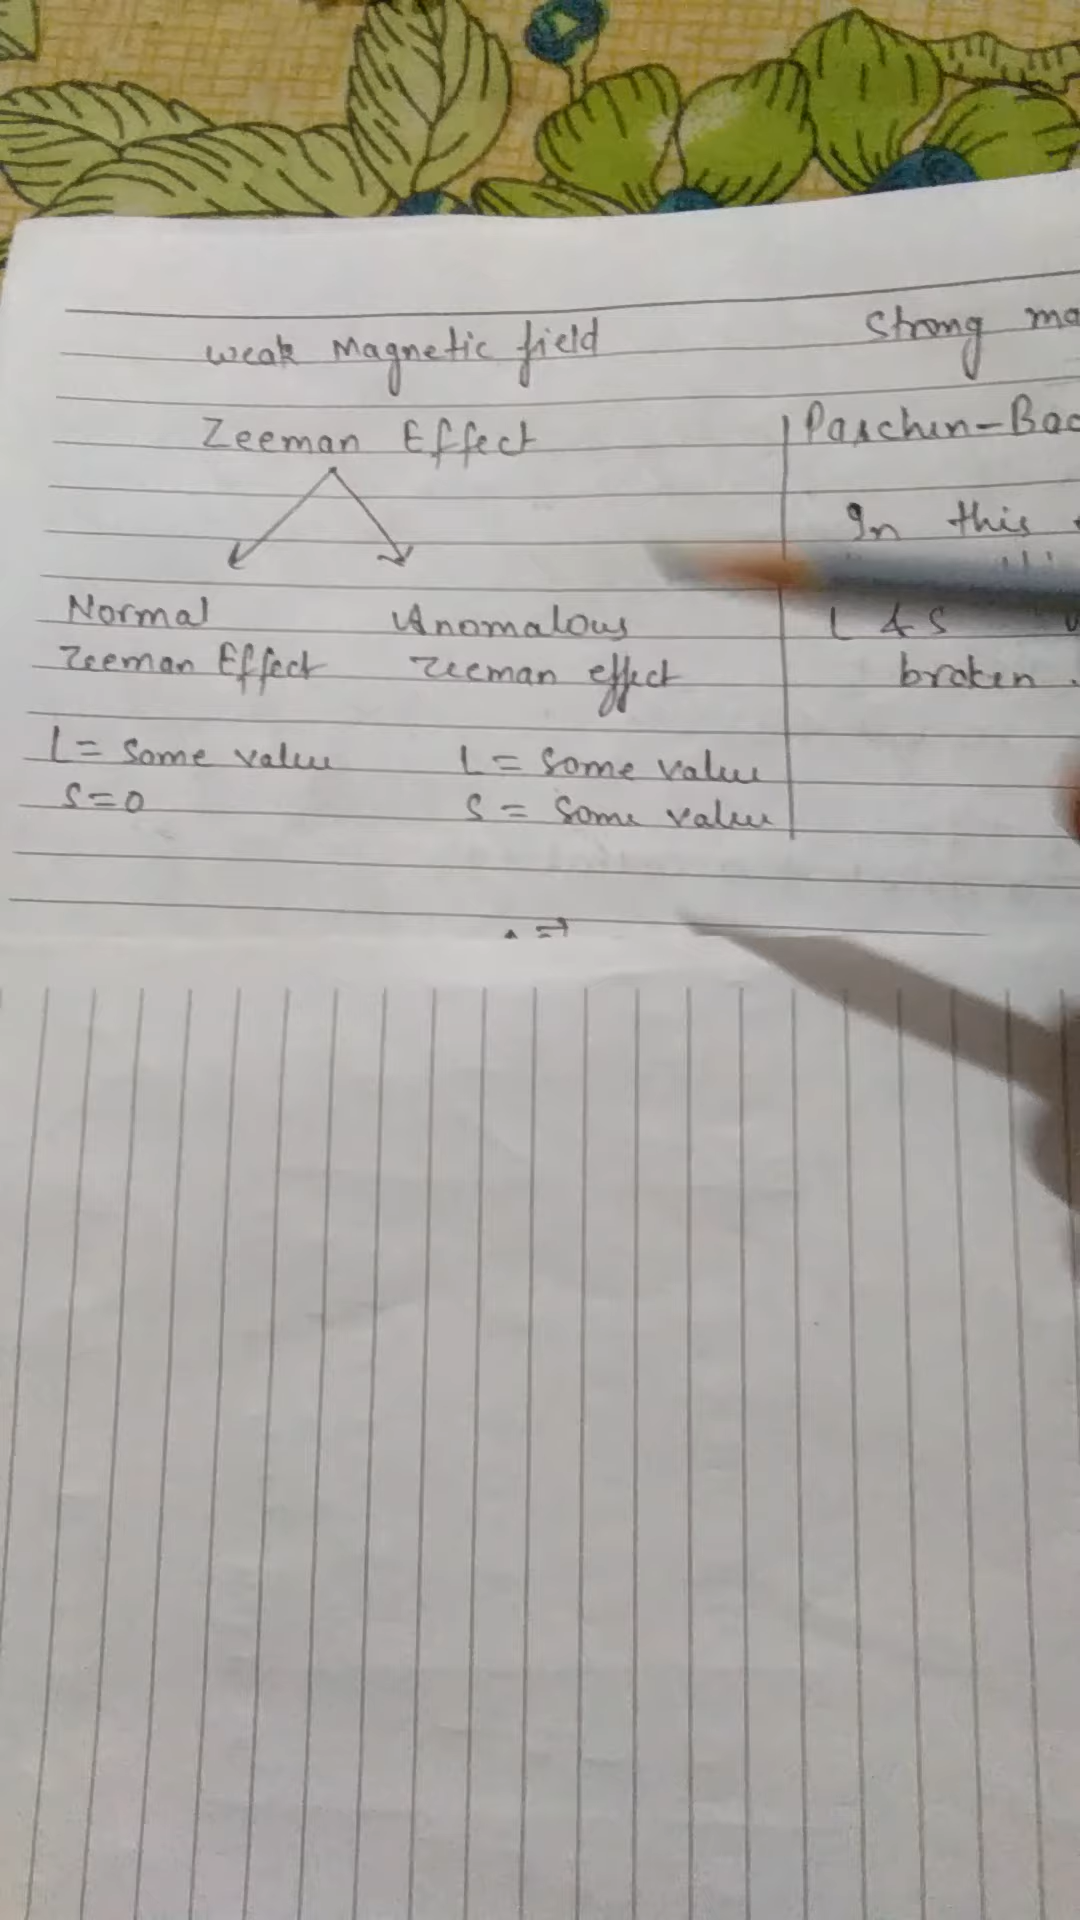 weak Magnetic field
Zeeman Effect
Normal Anomalous
Zeeman Effect Zeeman effect
L = Some value L = Some value
S=0 S = Some value
Strong
Paschen-Bac
In this
L & S
broken.